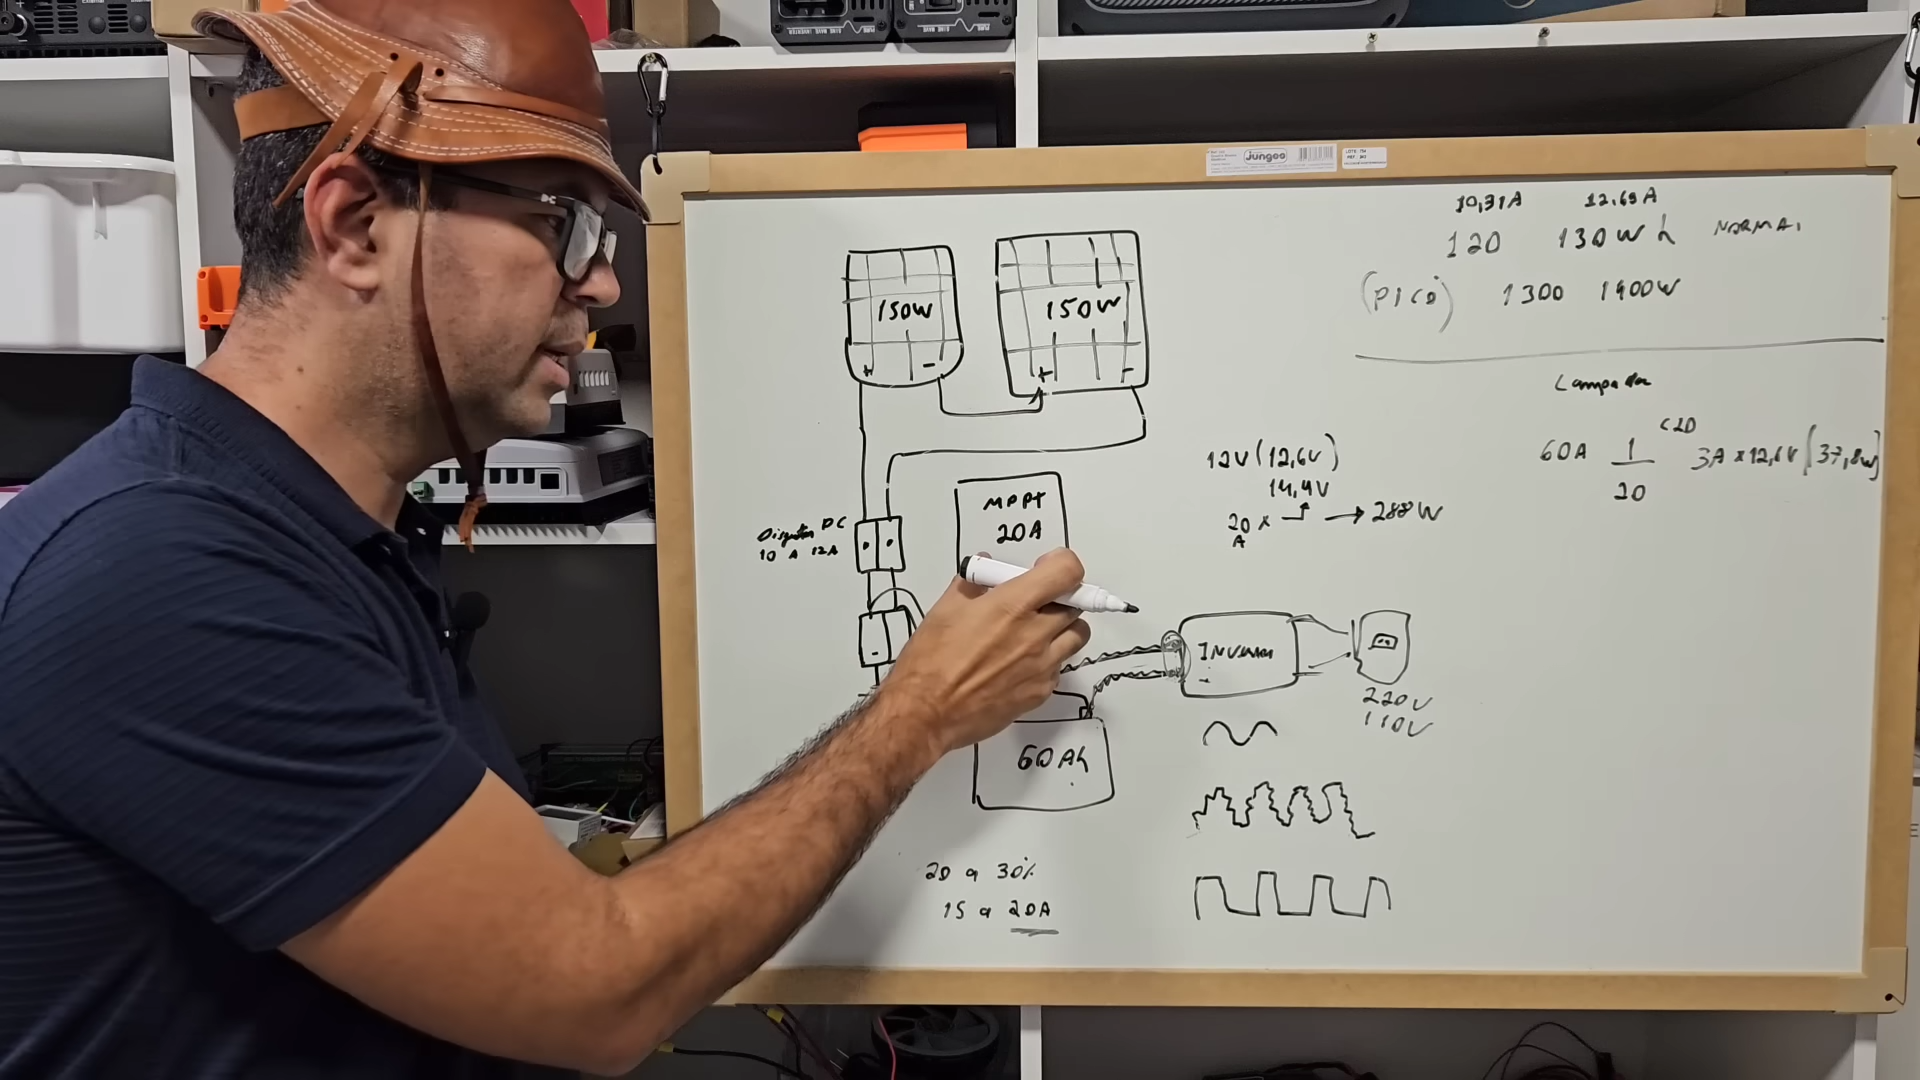 jungoo
10,31A 12,69A
120 130W h NORMAL
(PICO) 1300 1400W
Lampada
C20
60A 1/20 3A x 12,6V (37,8W)
150W 150W
+ - + -
12V (12,6V)
14,4V
20 A x → 288W
MPPT
20A
Disjuntor DC
10 A 12A
INVERSOR
220V
110V
60Ah
20 a 30%
15 a 20A